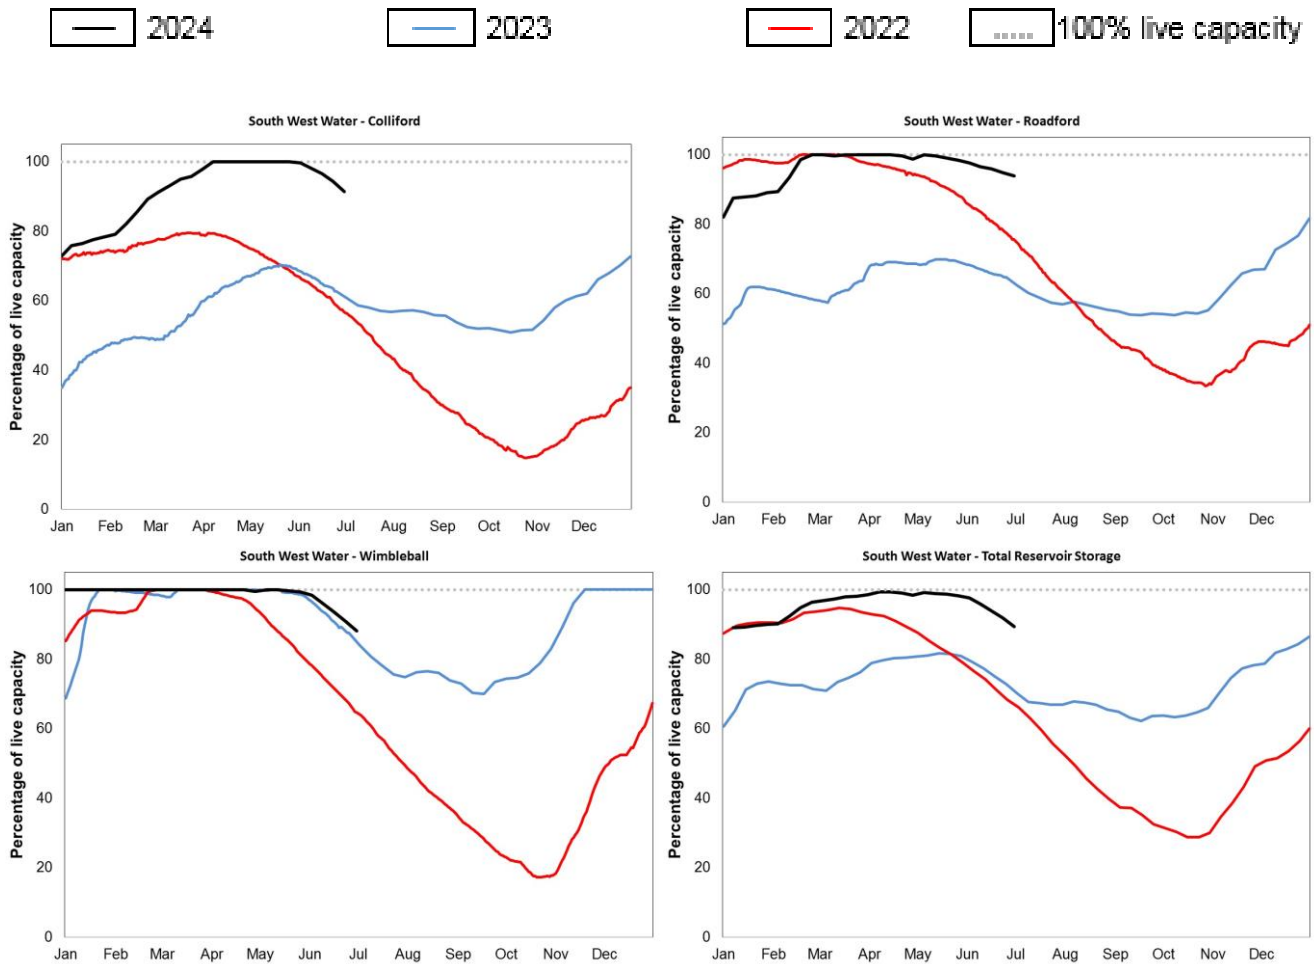 2024 2023 2022 100% live capacity
South West Water - Colliford
Percentage of live capacity
100
80
60
40
20
0
Jan Feb Mar Apr May Jun Jul Aug Sep Oct Nov Dec
South West Water - Roadford
Percentage of live capacity
100
80
60
40
20
0
Jan Feb Mar Apr May Jun Jul Aug Sep Oct Nov Dec
South West Water - Wimbleball
Percentage of live capacity
100
80
60
40
20
0
Jan Feb Mar Apr May Jun Jul Aug Sep Oct Nov Dec
South West Water - Total Reservoir Storage
Percentage of live capacity
100
80
60
40
20
0
Jan Feb Mar Apr May Jun Jul Aug Sep Oct Nov Dec